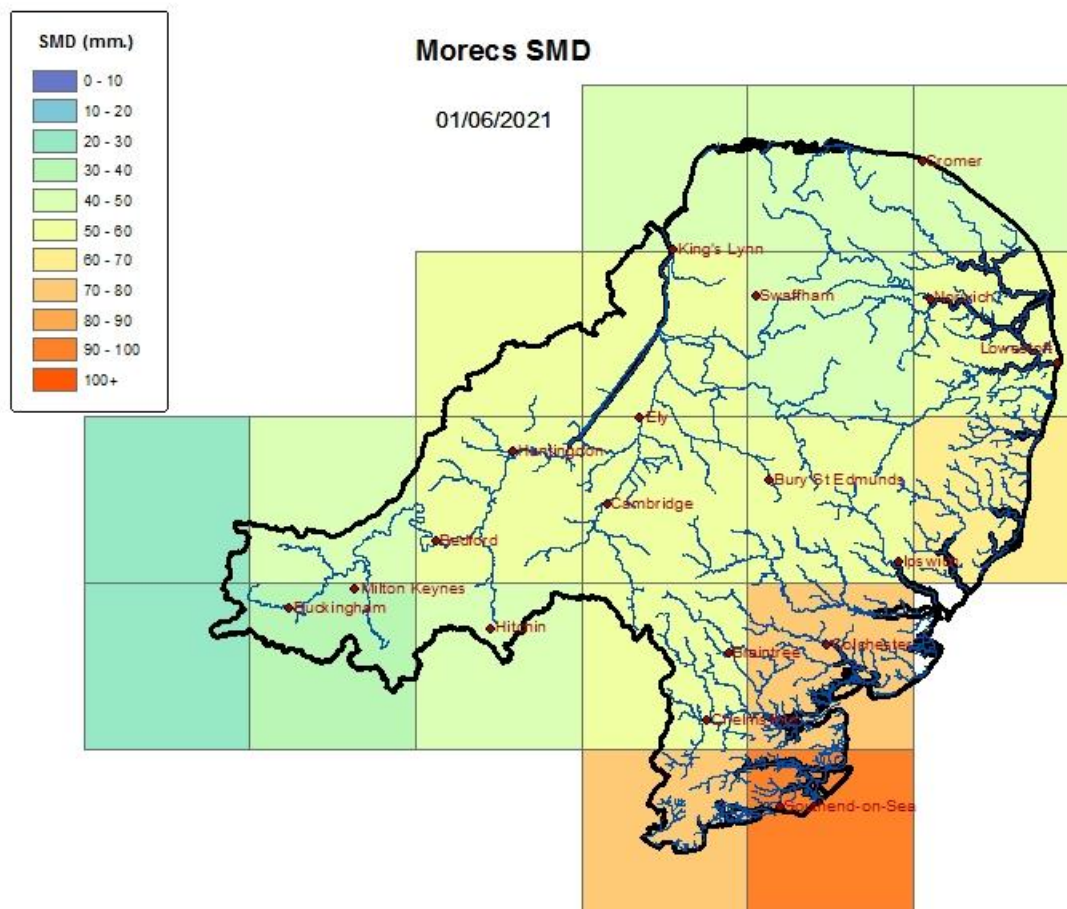 SMD (mm.)
0 - 10
10 - 20
20 - 30
30 - 40
40 - 50
50 - 60
60 - 70
70 - 80
80 - 90
90 - 100
100+
Morecs SMD
01/06/2021
Cromer
King's Lynn
Swaffham
Norwich
Lowestoft
Ely
Huntingdon
Bury St Edmunds
Cambridge
Bedford
Ipswich
Milton Keynes
Buckingham
Hitchin
Colchester
Braintree
Chelmsford
Southend-on-Sea